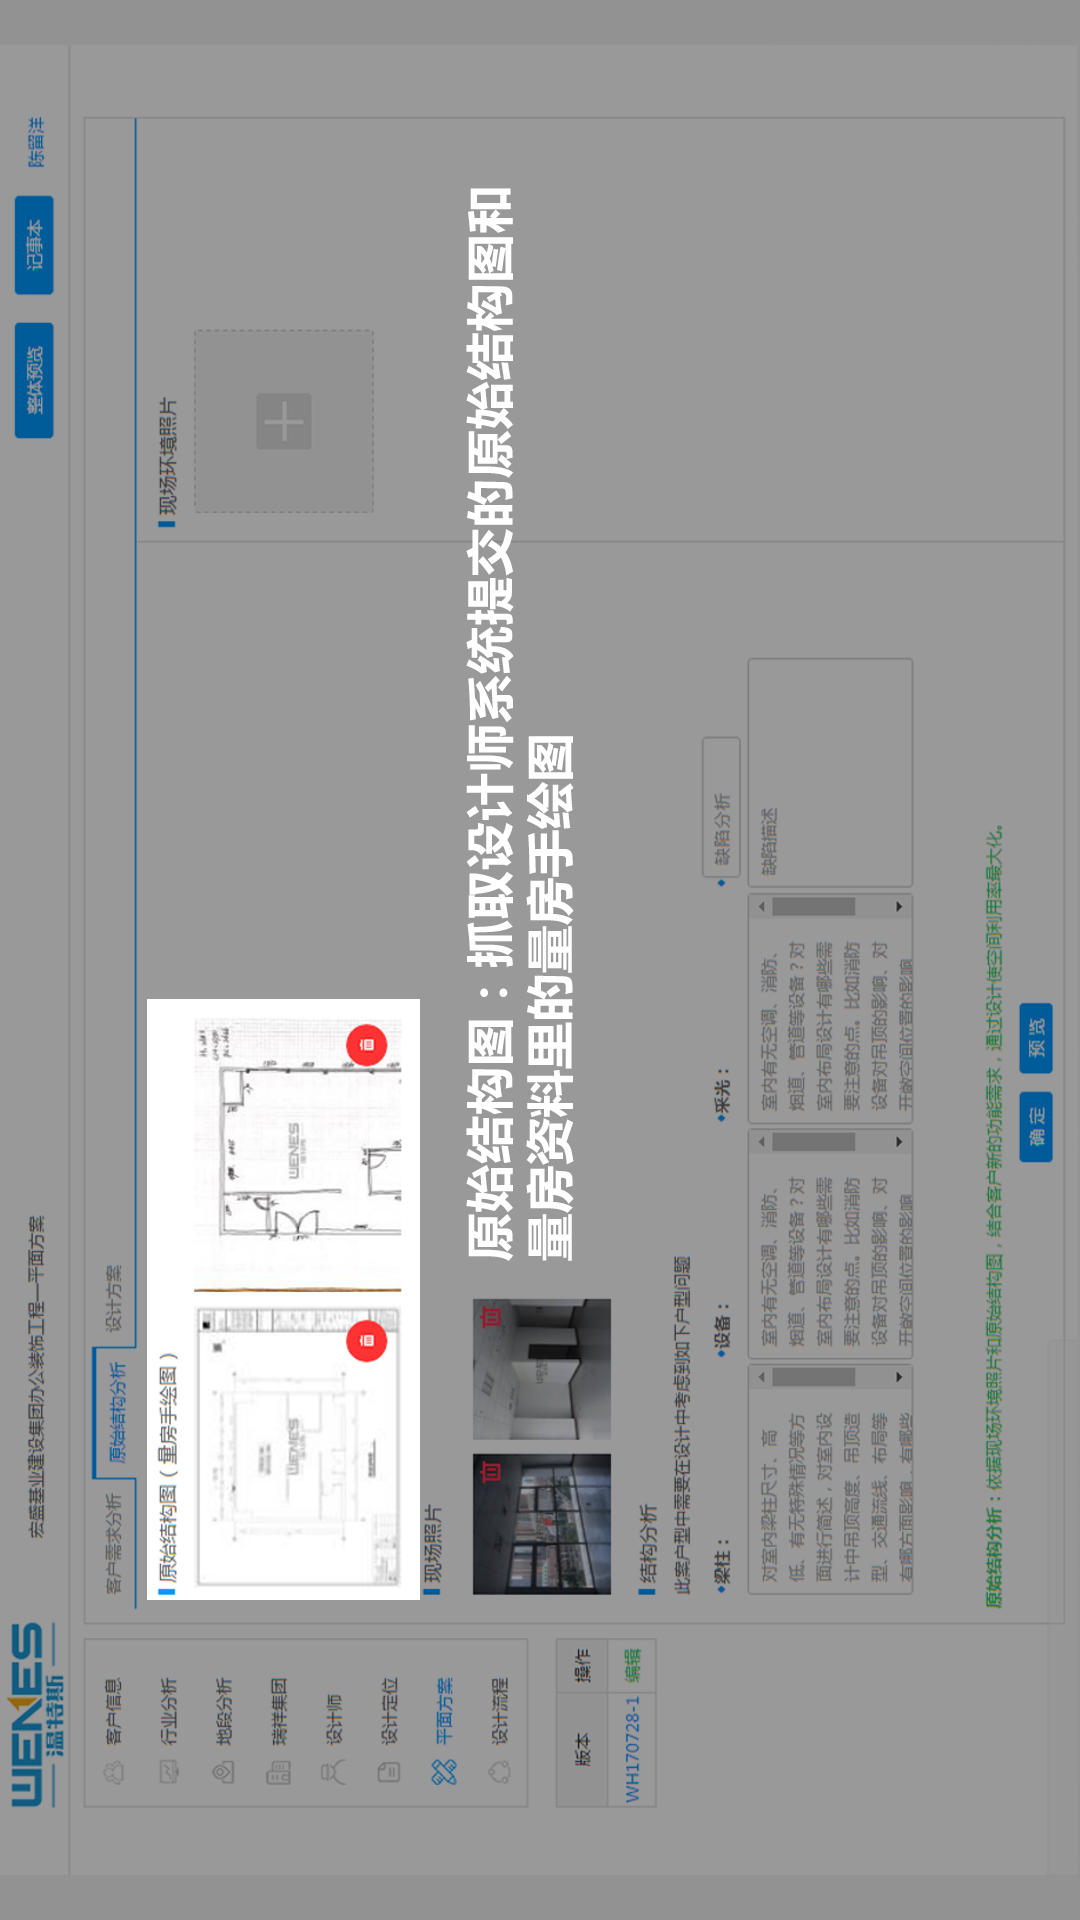 WENES
温特斯
宏盛基业建设集团办公装饰工程—平面方案
整体预览
记事本
陈留洋
客户信息
行业分析
地段分析
瑞祥集团
设计师
设计定位
平面方案
设计流程
版本
操作
WH170728-1
编辑
客户需求分析
原始结构分析
设计方案
原始结构图（量房手绘图）
WENES
WENES
现场环境照片
原始结构图：抓取设计师系统提交的原始结构图和
量房资料里的量房手绘图
现场照片
结构分析
此案户型中需要在设计中考虑到如下户型问题
梁柱：
对室内梁柱尺寸、高
低、有无特殊情况等方
面进行简述，对室内设
计中吊顶高度、吊顶造
型、交通流线、布局等
有哪方面影响，有哪些
设备：
室内有无空调、消防、
烟道、管道等设备？对
室内布局设计有哪些需
要注意的点。比如消防
设备对吊顶的影响、对
开敞空间位置的影响
采光：
室内有无空调、消防、
烟道、管道等设备？对
室内布局设计有哪些需
要注意的点。比如消防
设备对吊顶的影响、对
开敞空间位置的影响
缺陷分析
缺陷描述
原始结构分析：依据现场环境照片和原始结构图，结合客户新的功能需求，通过设计使空间利用率最大化。
确 定
预 览